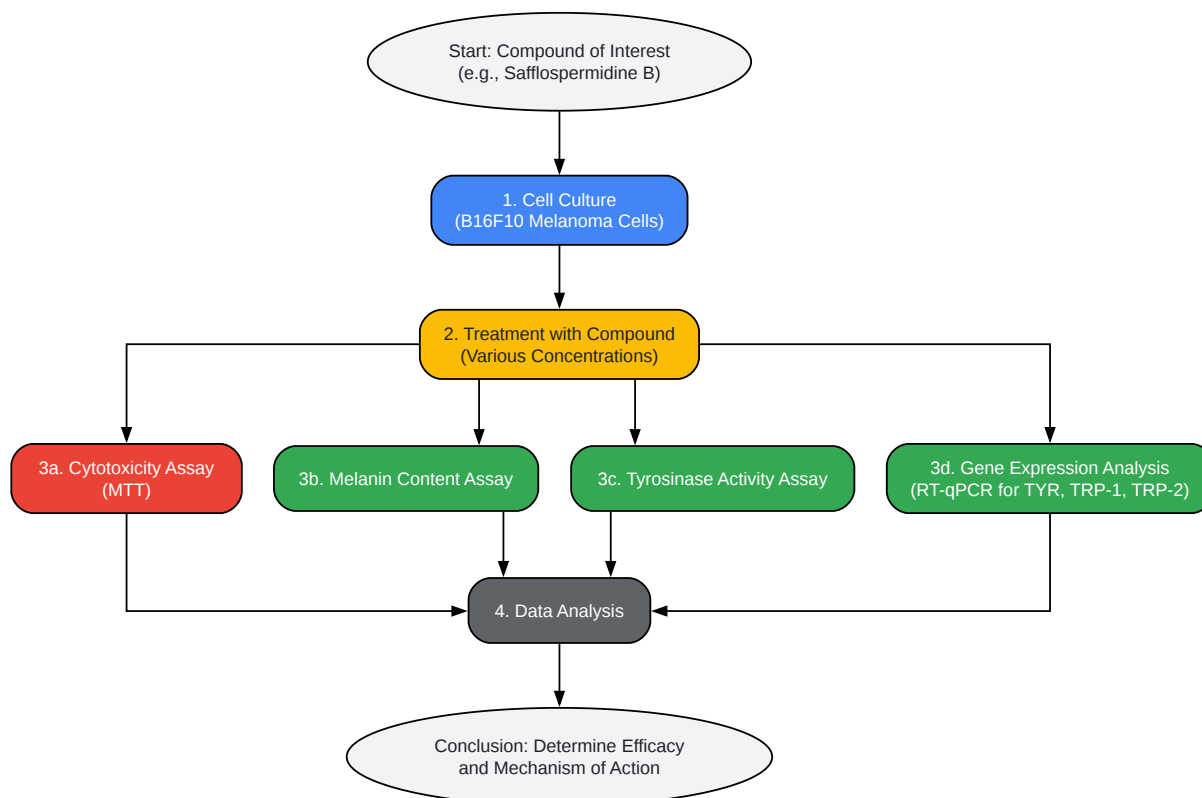 Start: Compound of Interest
(e.g., Safflospermidine B)
1. Cell Culture
(B16F10 Melanoma Cells)
2. Treatment with Compound
(Various Concentrations)
3a. Cytotoxicity Assay
(MTT)
3b. Melanin Content Assay
3c. Tyrosinase Activity Assay
3d. Gene Expression Analysis
(RT-qPCR for TYR, TRP-1, TRP-2)
4. Data Analysis
Conclusion: Determine Efficacy
and Mechanism of Action